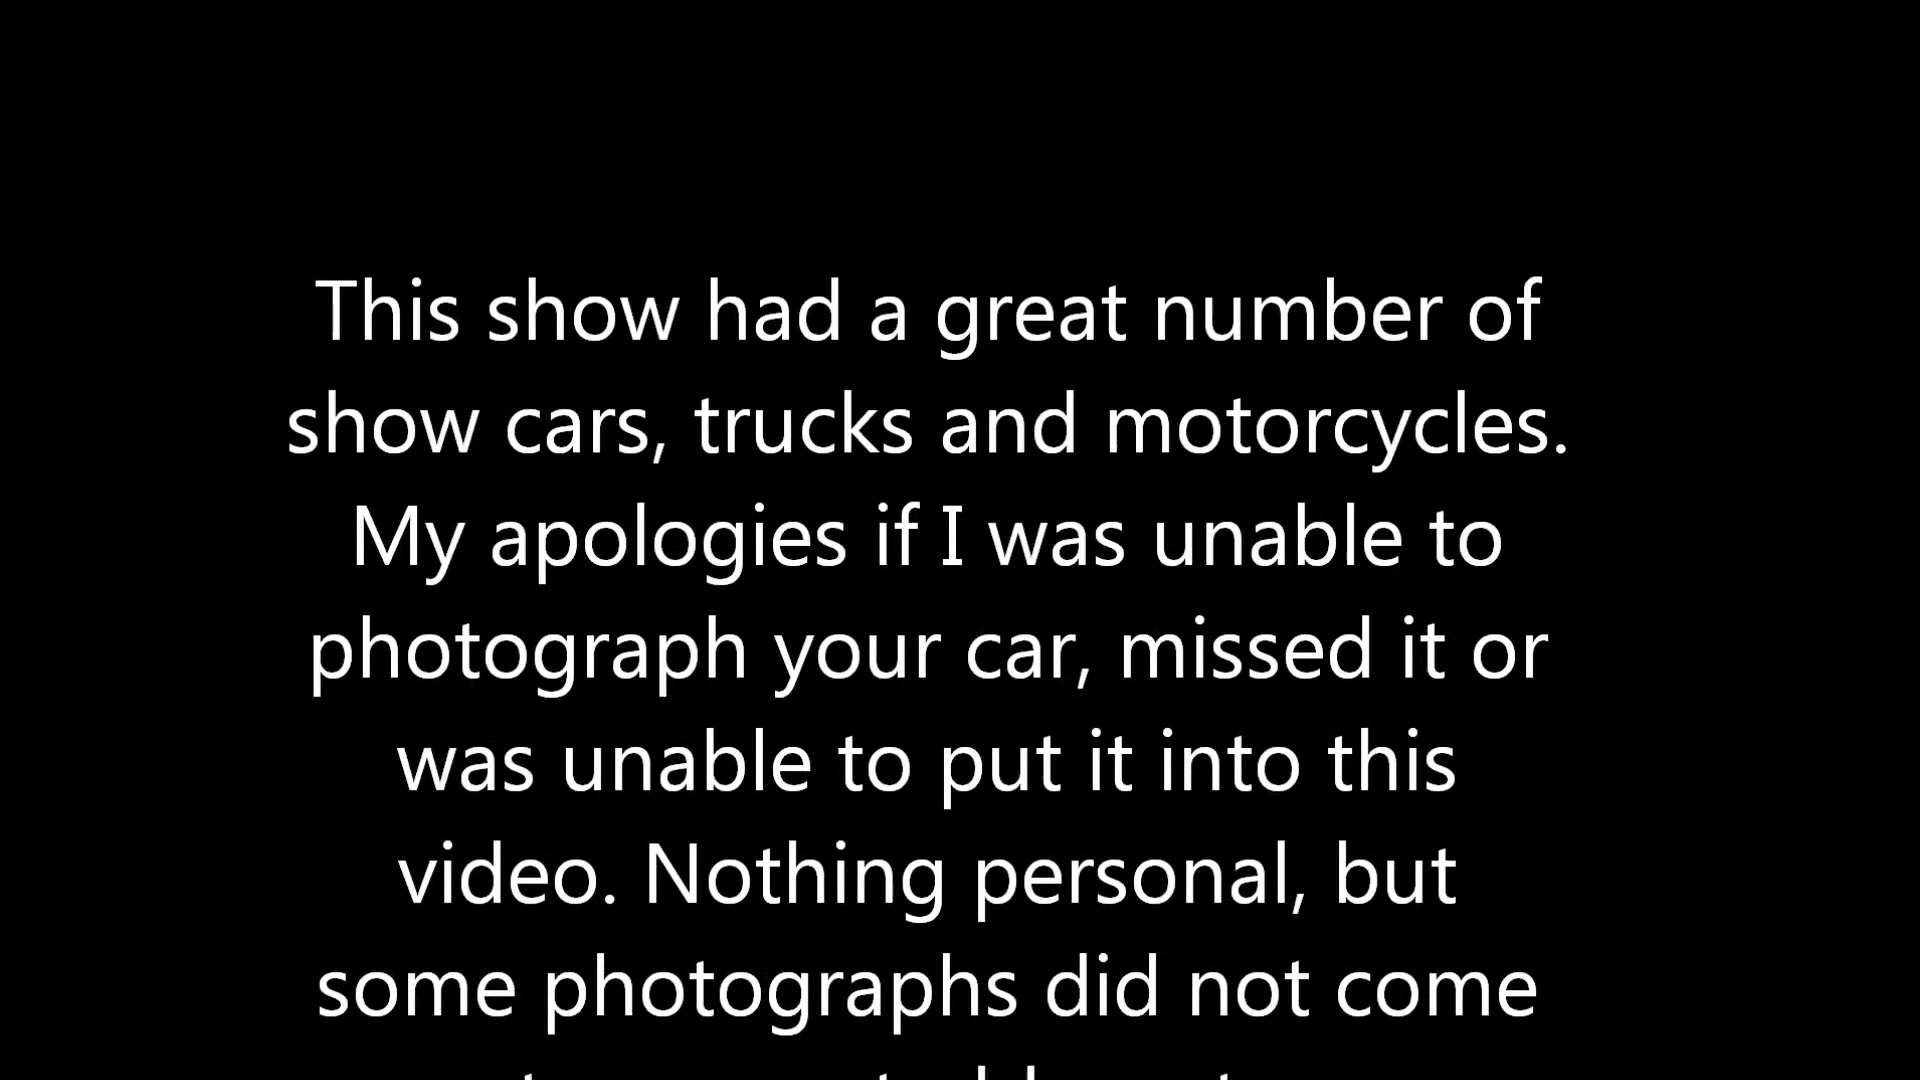 This show had a great number of
show cars, trucks and motorcycles.
My apologies if I was unable to
photograph your car, missed it or
was unable to put it into this
video. Nothing personal, but
some photographs did not come